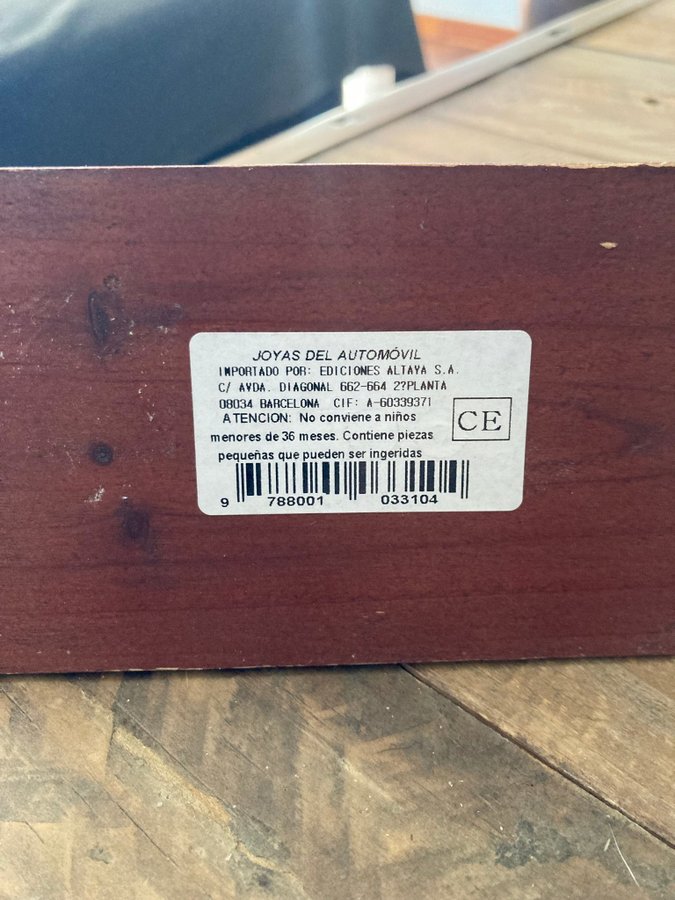 JOYAS DEL AUTOMÓVIL
IMPORTADO POR: EDICIONES ALTAYA S.A.
C/ AVDA. DIAGONAL 662-664 2?PLANTA
08034 BARCELONA CIF: A-60339371
ATENCION: No conviene a niños
menores de 36 meses. Contiene piezas
pequeñas que pueden ser ingeridas
CE
9 788001 033104